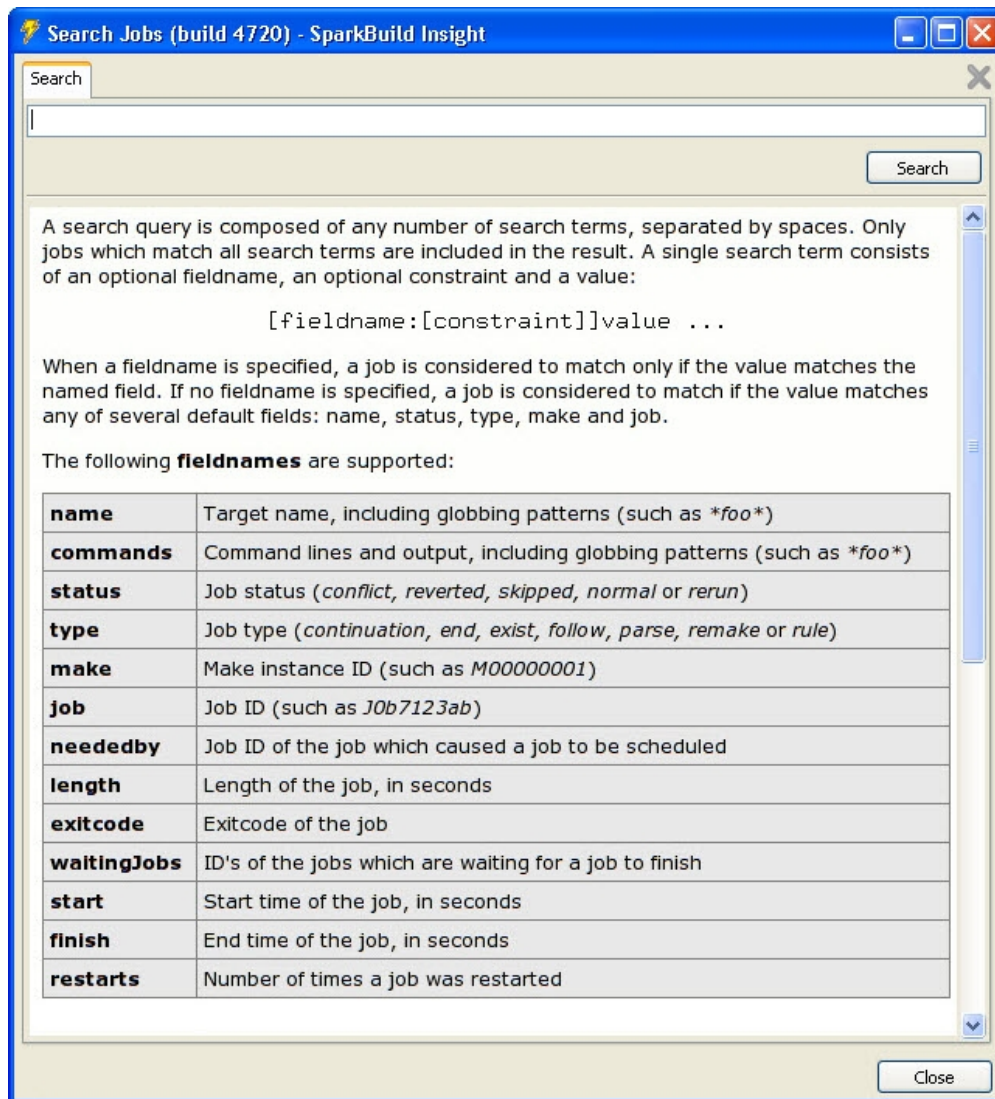 Search Jobs (build 4720) - SparkBuild Insight
Search
Search
A search query is composed of any number of search terms, separated by spaces. Only
jobs which match all search terms are included in the result. A single search term consists
of an optional fieldname, an optional constraint and a value:
[fieldname:[constraint]]value ...
When a fieldname is specified, a job is considered to match only if the value matches the
named field. If no fieldname is specified, a job is considered to match if the value matches
any of several default fields: name, status, type, make and job.
The following fieldnames are supported:
name Target name, including globbing patterns (such as *foo*)
commands Command lines and output, including globbing patterns (such as *foo*)
status Job status (conflict, reverted, skipped, normal or rerun)
type Job type (continuation, end, exist, follow, parse, remake or rule)
make Make instance ID (such as M00000001)
job Job ID (such as J0b7123ab)
neededby Job ID of the job which caused a job to be scheduled
length Length of the job, in seconds
exitcode Exitcode of the job
waitingJobs ID's of the jobs which are waiting for a job to finish
start Start time of the job, in seconds
finish End time of the job, in seconds
restarts Number of times a job was restarted
Close